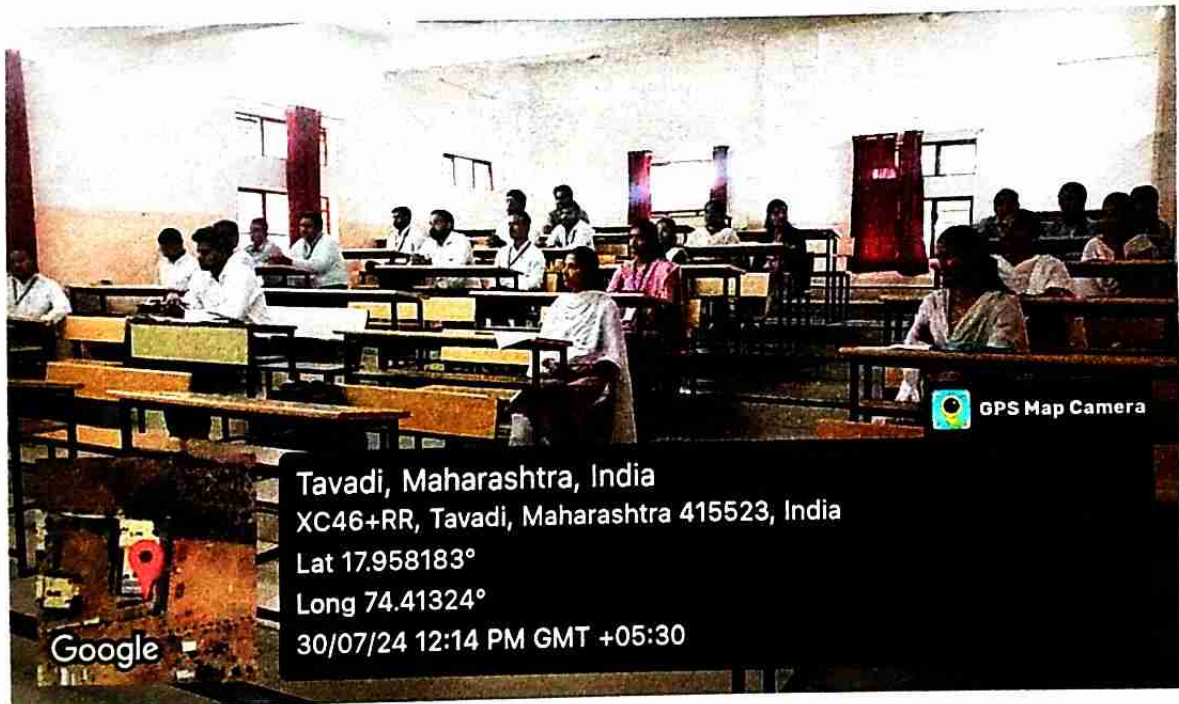 GPS Map Camera
Tavadi, Maharashtra, India
XC46+RR, Tavadi, Maharashtra 415523, India
Lat 17.958183°
Long 74.41324°
30/07/24 12:14 PM GMT +05:30
Google